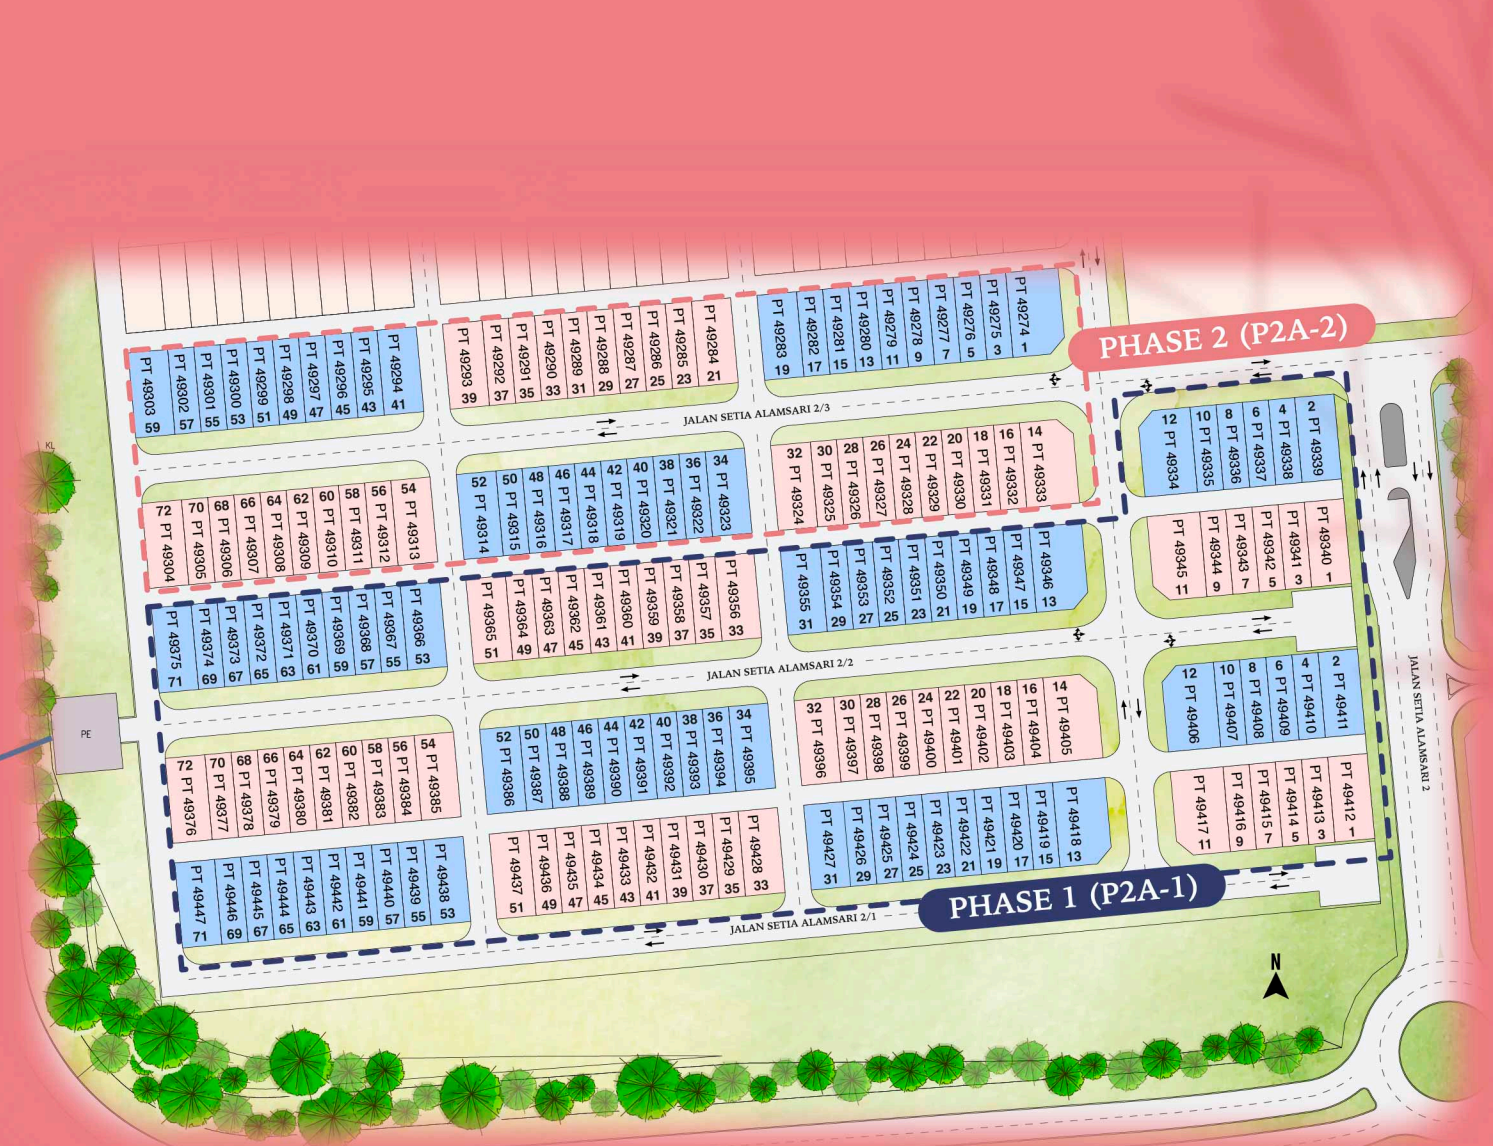 PT 49303 PT 49302 PT 49301 PT 49300 PT 49299 PT 49298 PT 49297 PT 49296 PT 49295 PT 49294
59 57 55 53 51 49 47 45 43 41
PT 49293 PT 49292 PT 49291 PT 49290 PT 49289 PT 49288 PT 49287 PT 49286 PT 49285 PT 49284
39 37 35 33 31 29 27 25 23 21
PT 49283 PT 49282 PT 49281 PT 49280 PT 49279 PT 49278 PT 49277 PT 49276 PT 49275 PT 49274
19 17 15 13 11 9 7 5 3 1
PHASE 2 (P2A-2)
JALAN SETIA ALAMSARI 2/3
KL
72 70 68 66 64 62 60 58 56 54
PT 49304 PT 49305 PT 49306 PT 49307 PT 49308 PT 49309 PT 49310 PT 49311 PT 49312 PT 49313
52 50 48 46 44 42 40 38 36 34
PT 49314 PT 49315 PT 49316 PT 49317 PT 49318 PT 49319 PT 49320 PT 49321 PT 49322 PT 49323
32 30 28 26 24 22 20 18 16 14
PT 49324 PT 49325 PT 49326 PT 49327 PT 49328 PT 49329 PT 49330 PT 49331 PT 49332 PT 49333
12 10 8 6 4 2
PT 49334 PT 49335 PT 49336 PT 49337 PT 49338 PT 49339
PT 49375 PT 49374 PT 49373 PT 49372 PT 49371 PT 49370 PT 49369 PT 49368 PT 49367 PT 49366
71 69 67 65 63 61 59 57 55 53
PT 49365 PT 49364 PT 49363 PT 49362 PT 49361 PT 49360 PT 49359 PT 49358 PT 49357 PT 49356
51 49 47 45 43 41 39 37 35 33
PT 49355 PT 49354 PT 49353 PT 49352 PT 49351 PT 49350 PT 49349 PT 49348 PT 49347 PT 49346
31 29 27 25 23 21 19 17 15 13
PT 49345 PT 49344 PT 49343 PT 49342 PT 49341 PT 49340
11 9 7 5 3 1
JALAN SETIA ALAMSARI 2/2
JALAN SETIA ALAMSARI 2
PE
72 70 68 66 64 62 60 58 56 54
PT 49376 PT 49377 PT 49378 PT 49379 PT 49380 PT 49381 PT 49382 PT 49383 PT 49384 PT 49385
52 50 48 46 44 42 40 38 36 34
PT 49386 PT 49387 PT 49388 PT 49389 PT 49390 PT 49391 PT 49392 PT 49393 PT 49394 PT 49395
32 30 28 26 24 22 20 18 16 14
PT 49396 PT 49397 PT 49398 PT 49399 PT 49400 PT 49401 PT 49402 PT 49403 PT 49404 PT 49405
12 10 8 6 4 2
PT 49406 PT 49407 PT 49408 PT 49409 PT 49410 PT 49411
PT 49447 PT 49446 PT 49445 PT 49444 PT 49443 PT 49442 PT 49441 PT 49440 PT 49439 PT 49438
71 69 67 65 63 61 59 57 55 53
PT 49437 PT 49436 PT 49435 PT 49434 PT 49433 PT 49432 PT 49431 PT 49430 PT 49429 PT 49428
51 49 47 45 43 41 39 37 35 33
PT 49427 PT 49426 PT 49425 PT 49424 PT 49423 PT 49422 PT 49421 PT 49420 PT 49419 PT 49418
31 29 27 25 23 21 19 17 15 13
PT 49417 PT 49416 PT 49415 PT 49414 PT 49413 PT 49412
11 9 7 5 3 1
PHASE 1 (P2A-1)
JALAN SETIA ALAMSARI 2/1
N